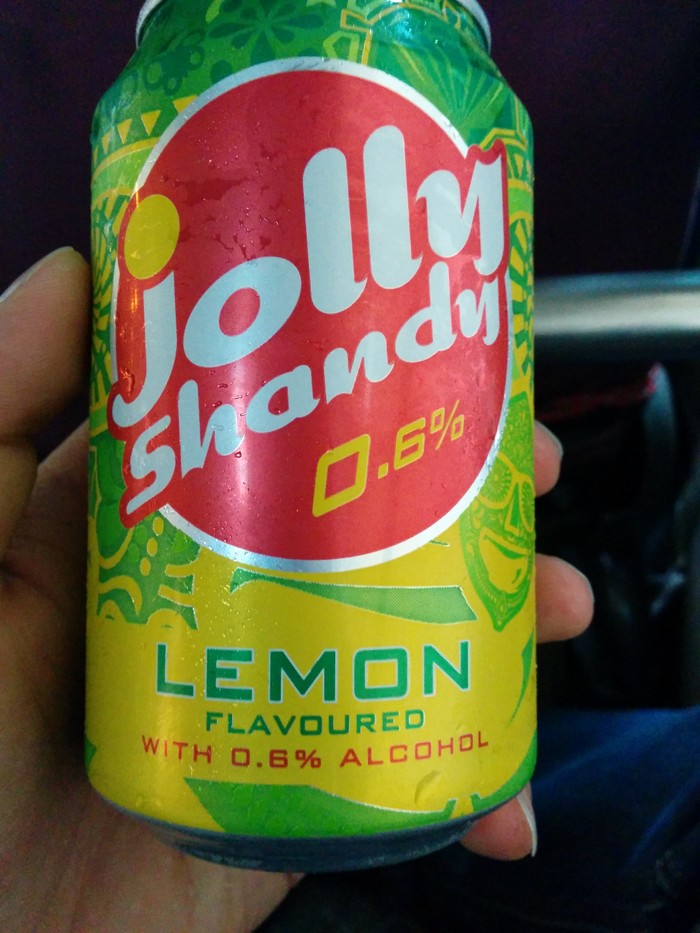 jolly
Shandy
0.6%
LEMON
FLAVOURED
WITH 0.6% ALCOHOL